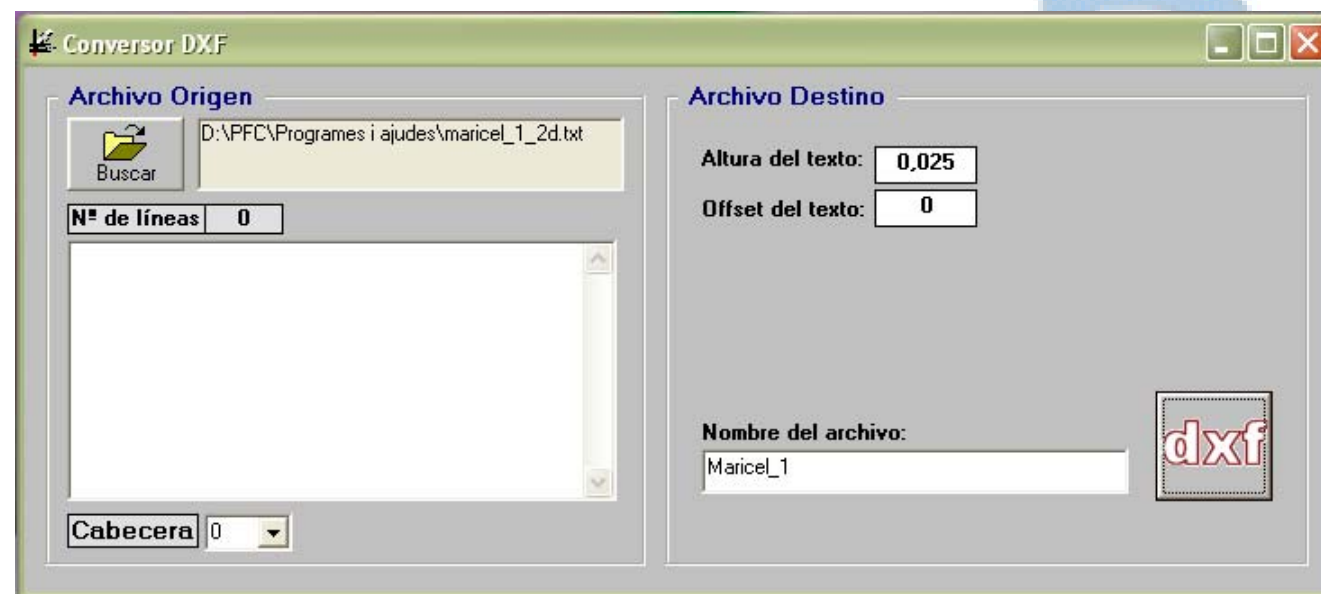 Conversor DXF
Archivo Origen
Buscar
D:\PFC\Programes i ajudes\maricel_1_2d.txt
Nº de líneas 0
Cabecera 0
Archivo Destino
Altura del texto: 0,025
Offset del texto: 0
Nombre del archivo:
Maricel_1
dxf